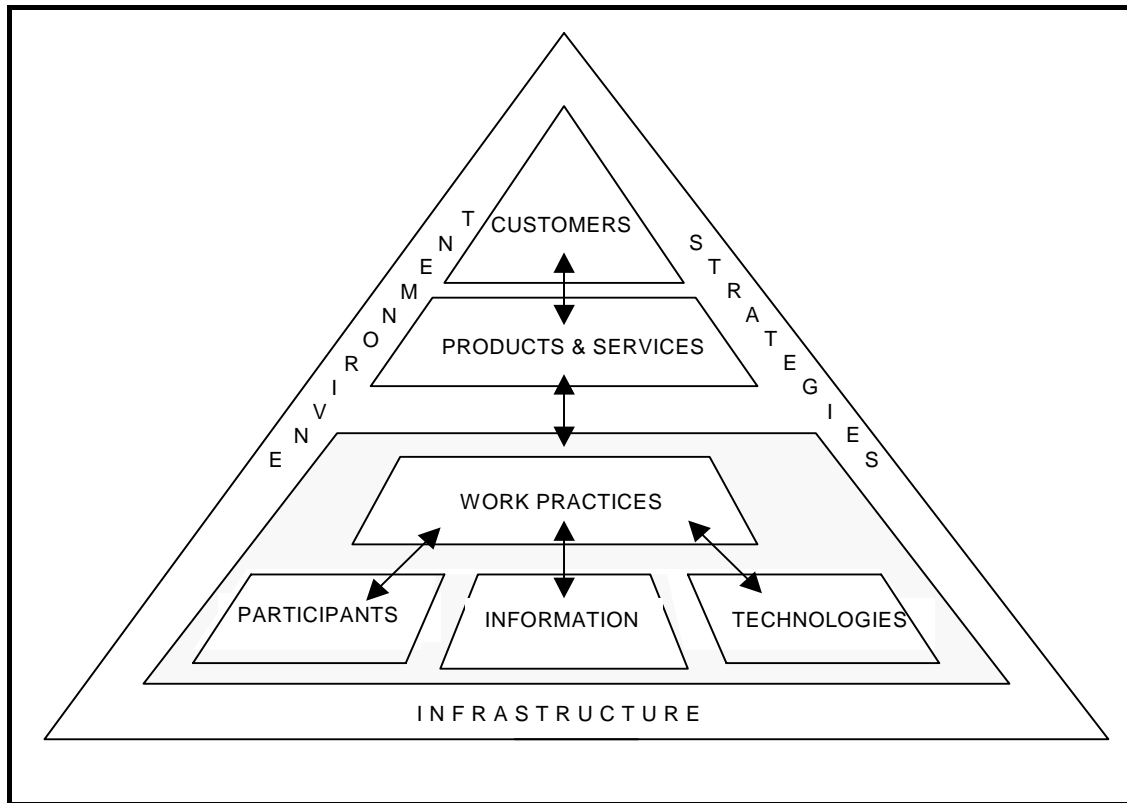 CUSTOMERS
ENVIRONMENT
STRATEGIES
PRODUCTS & SERVICES
WORK PRACTICES
PARTICIPANTS
INFORMATION
TECHNOLOGIES
INFRASTRUCTURE